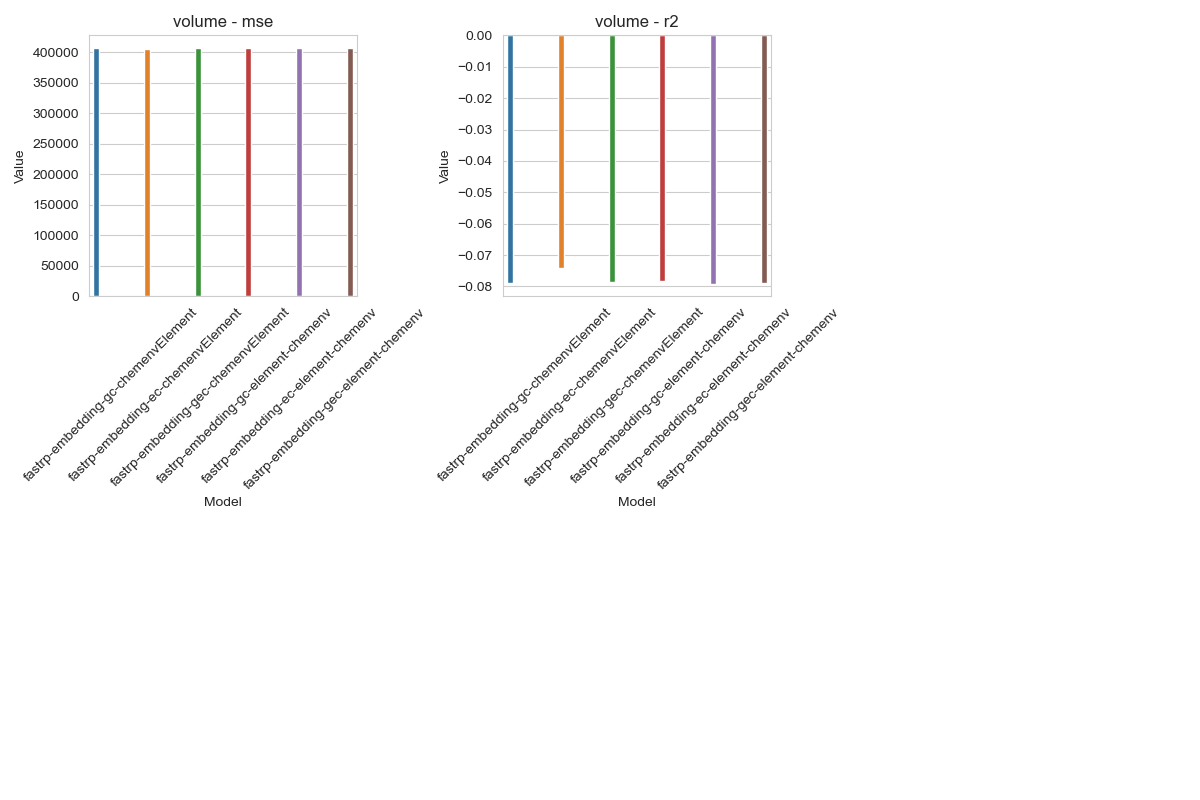 volume - mse
Value
400000
350000
300000
250000
200000
150000
100000
50000
0
fastrp-embedding-gc-chemenvElement
fastrp-embedding-ec-chemenvElement
fastrp-embedding-gec-chemenvElement
fastrp-embedding-gc-element-chemenv
fastrp-embedding-ec-element-chemenv
fastrp-embedding-gec-element-chemenv
Model
volume - r2
Value
0.00
−0.01
−0.02
−0.03
−0.04
−0.05
−0.06
−0.07
−0.08
fastrp-embedding-gc-chemenvElement
fastrp-embedding-ec-chemenvElement
fastrp-embedding-gec-chemenvElement
fastrp-embedding-gc-element-chemenv
fastrp-embedding-ec-element-chemenv
fastrp-embedding-gec-element-chemenv
Model